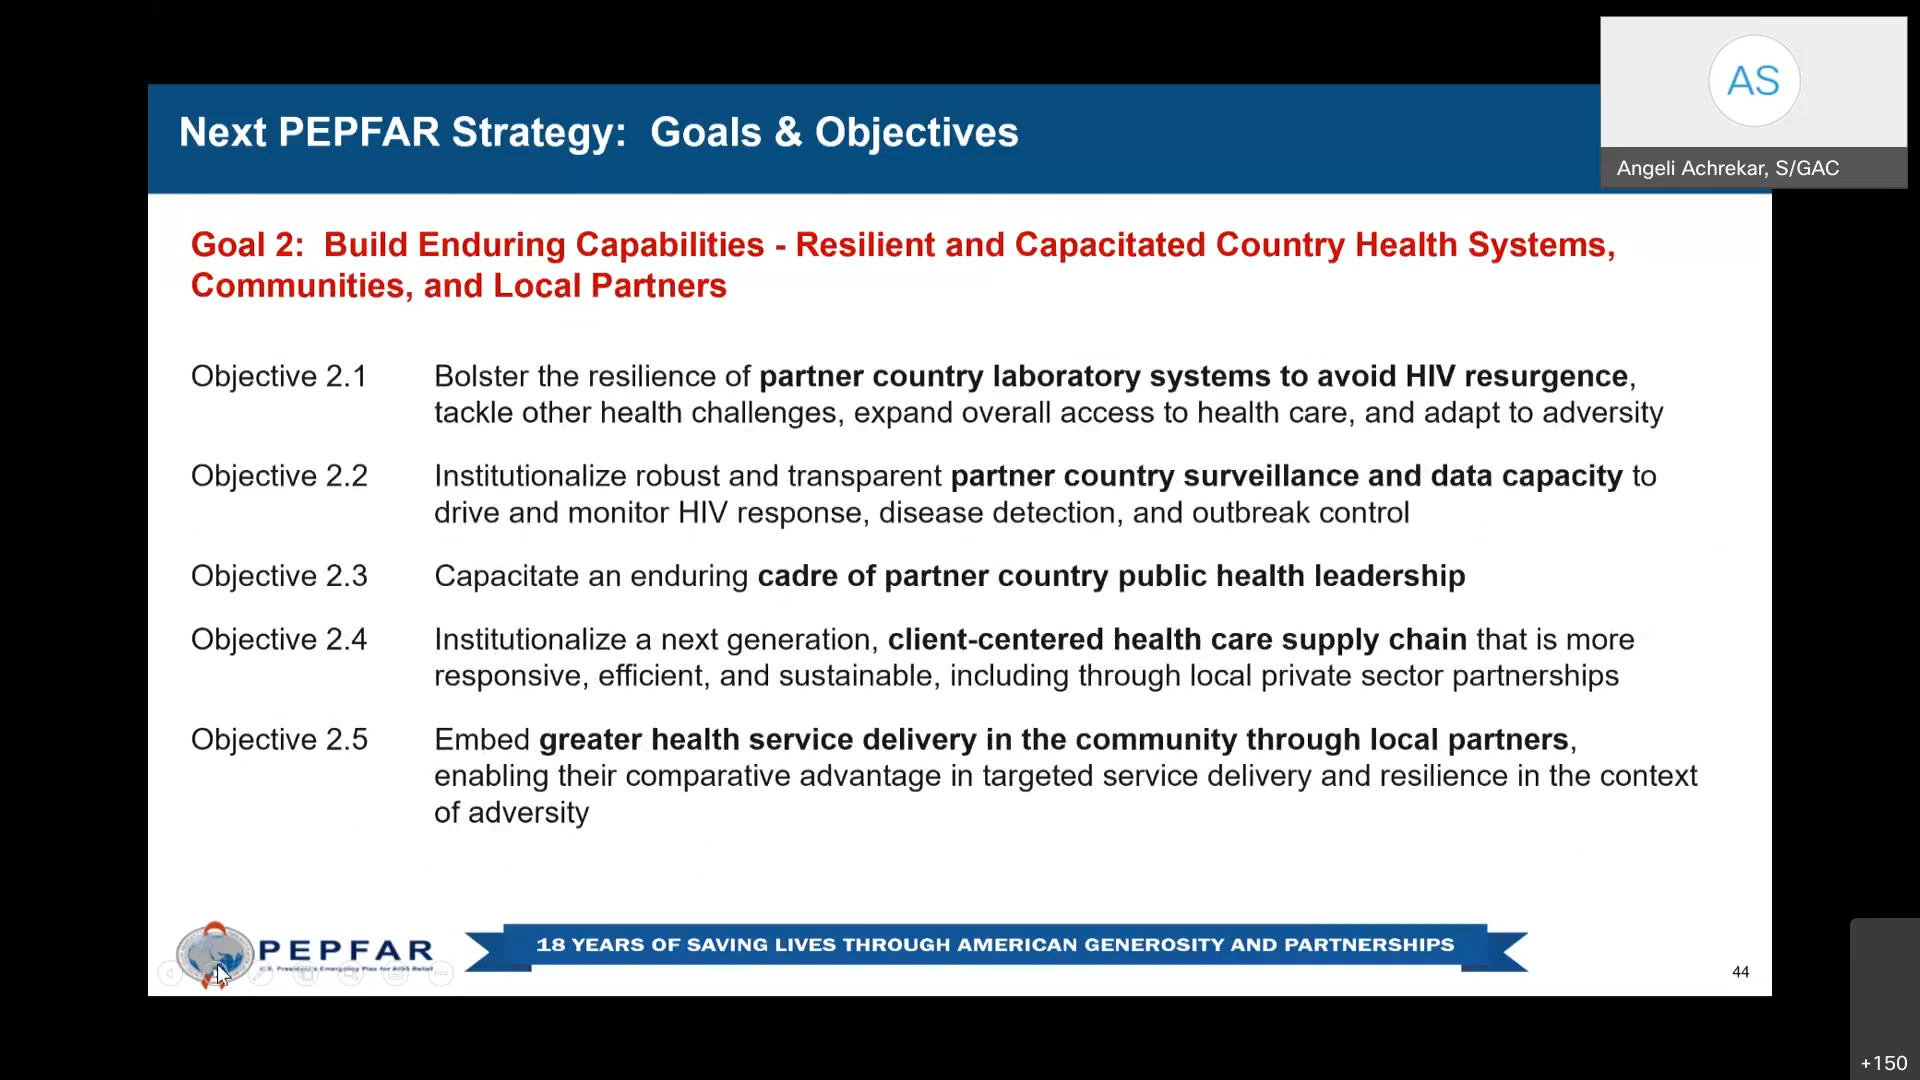 AS
Angeli Achrekar, S/GAC
Next PEPFAR Strategy:  Goals & Objectives
Goal 2:  Build Enduring Capabilities - Resilient and Capacitated Country Health Systems,
Communities, and Local Partners
Objective 2.1 Bolster the resilience of partner country laboratory systems to avoid HIV resurgence,
tackle other health challenges, expand overall access to health care, and adapt to adversity
Objective 2.2 Institutionalize robust and transparent partner country surveillance and data capacity to
drive and monitor HIV response, disease detection, and outbreak control
Objective 2.3 Capacitate an enduring cadre of partner country public health leadership
Objective 2.4 Institutionalize a next generation, client-centered health care supply chain that is more
responsive, efficient, and sustainable, including through local private sector partnerships
Objective 2.5 Embed greater health service delivery in the community through local partners,
enabling their comparative advantage in targeted service delivery and resilience in the context
of adversity
PEPFAR
U.S. President's Emergency Plan for AIDS Relief
18 YEARS OF SAVING LIVES THROUGH AMERICAN GENEROSITY AND PARTNERSHIPS
44
+150